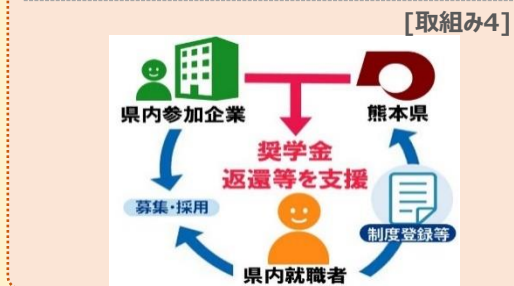 [取組み4]
県内参加企業
熊本県
奨学金
返還等を支援
募集・採用
制度登録等
県内就職者